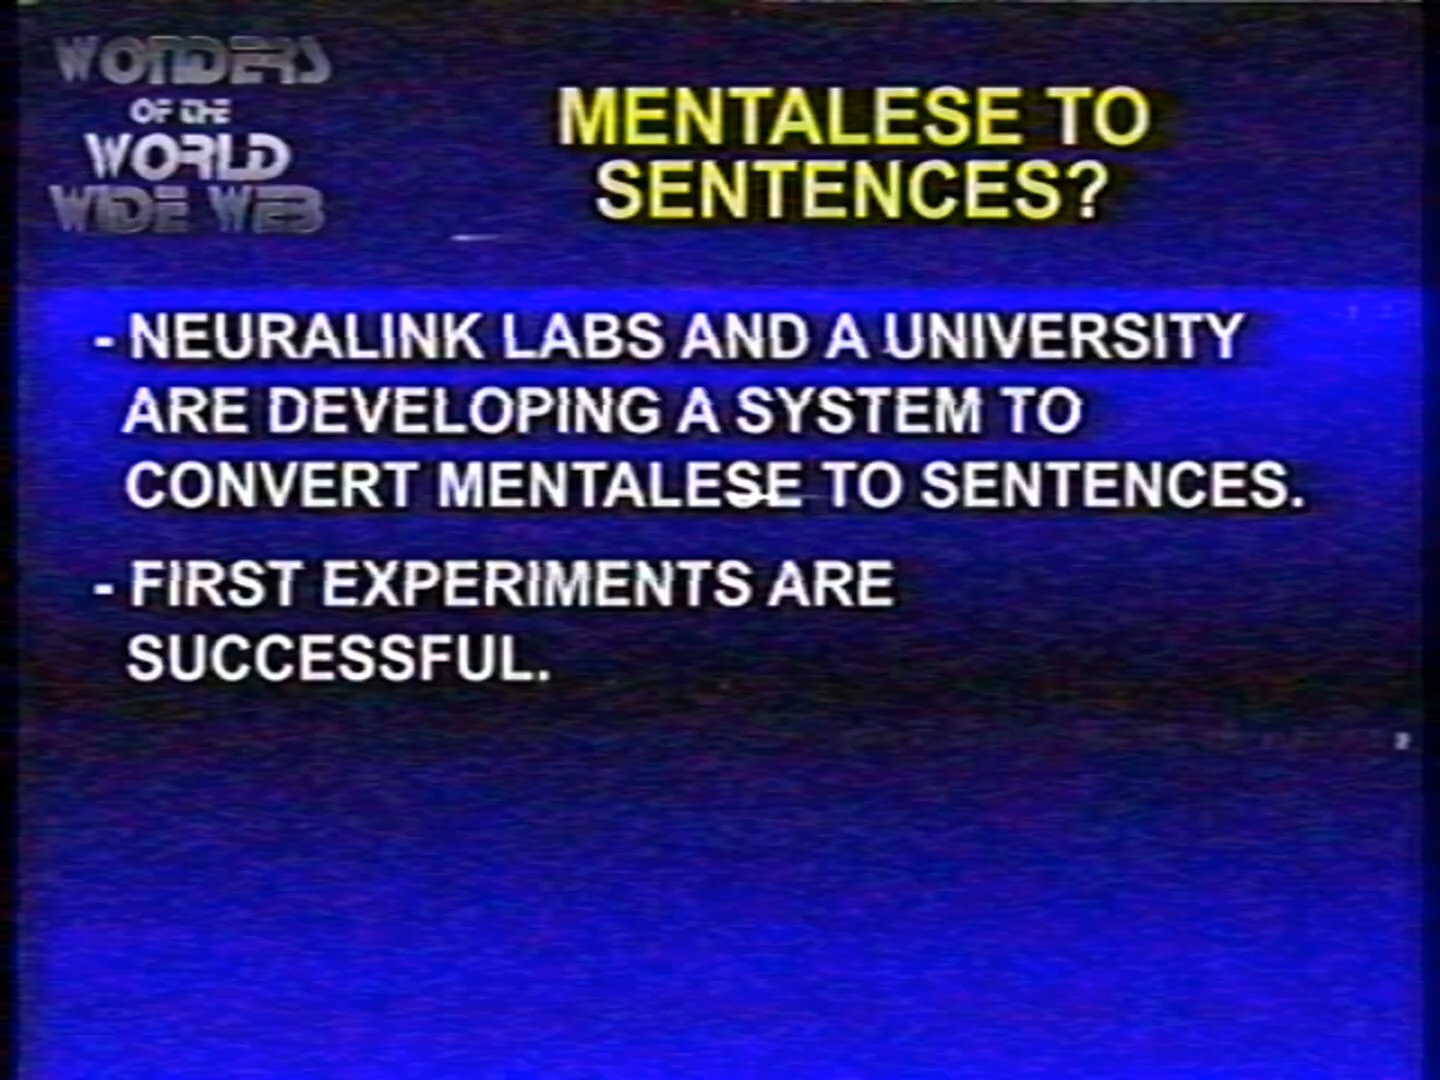 WONDERS
OF THE
WORLD
WIDE WEB
MENTALESE TO
SENTENCES?
- NEURALINK LABS AND A UNIVERSITY
ARE DEVELOPING A SYSTEM TO
CONVERT MENTALESE TO SENTENCES.
- FIRST EXPERIMENTS ARE
SUCCESSFUL.